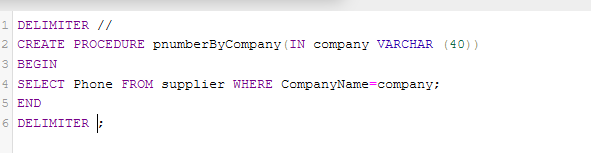 1 DELIMITER //
2 CREATE PROCEDURE pnumberByCompany(IN company VARCHAR (40))
3 BEGIN
4 SELECT Phone FROM supplier WHERE CompanyName=company;
5 END
6 DELIMITER ;